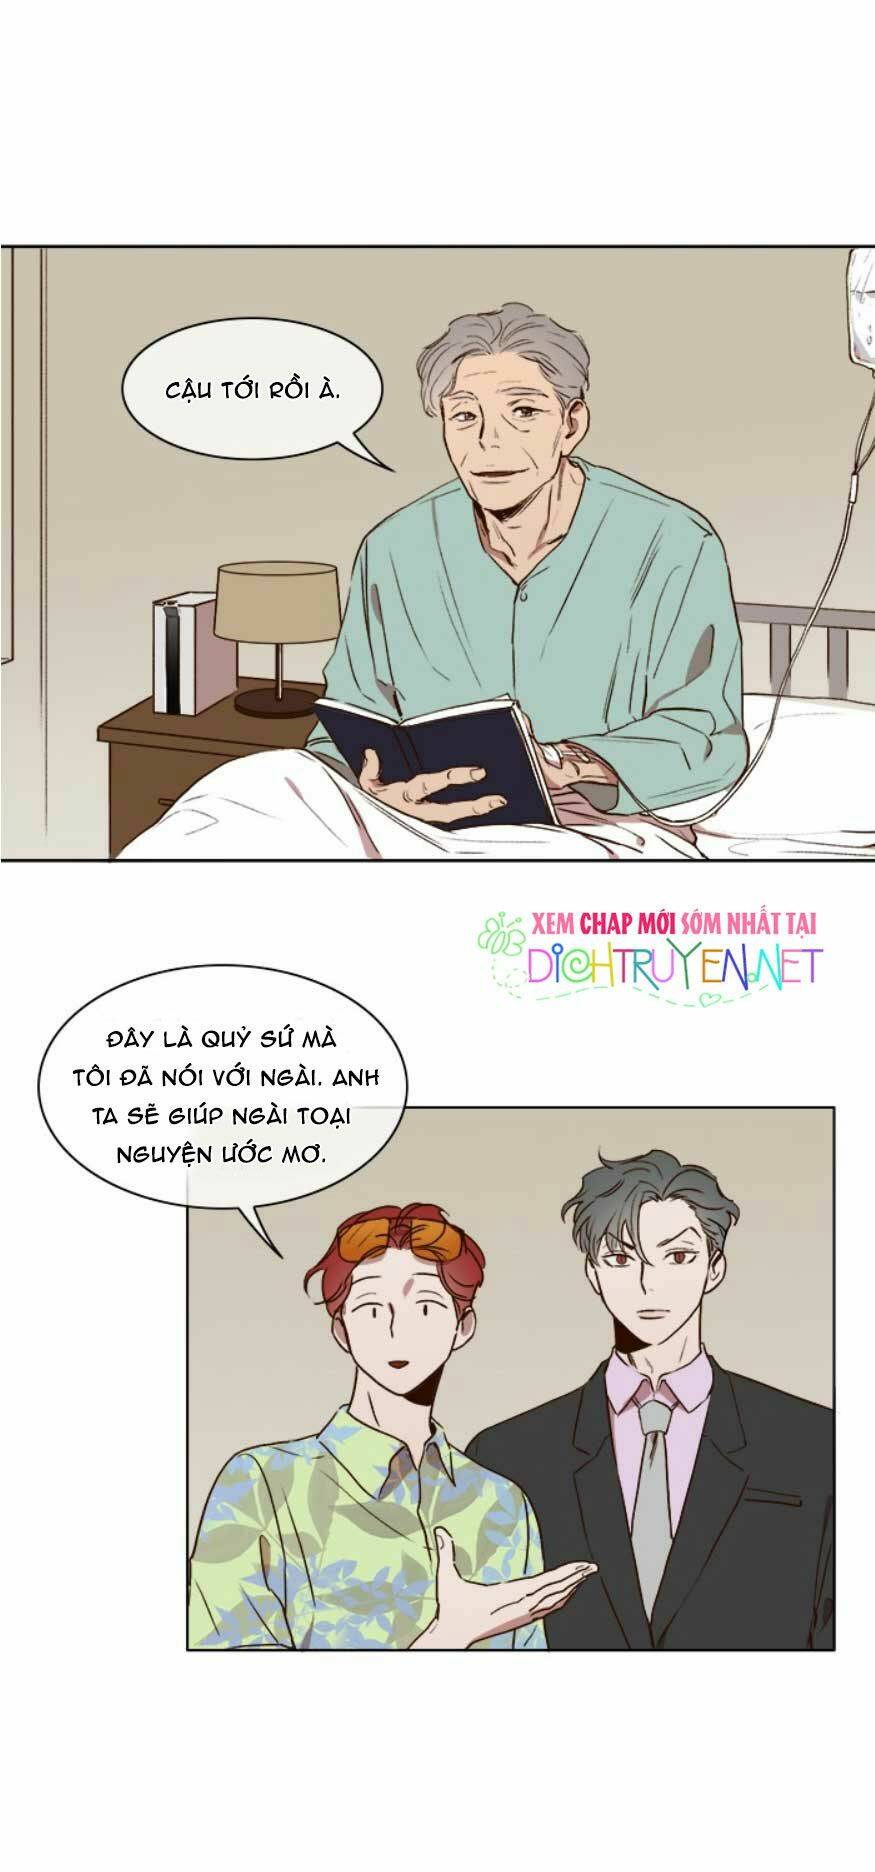 CẬU TỚI RỒI À.
XEM CHAP MỚI SỚM NHẤT TẠI
DICHTRUYEN.NET
ĐÂY LÀ QUỶ SỨ MÀ
TÔI ĐÃ NÓI VỚI NGÀI. ANH
TA SẼ GIÚP NGÀI TOẠI
NGUYỆN ƯỚC MƠ.